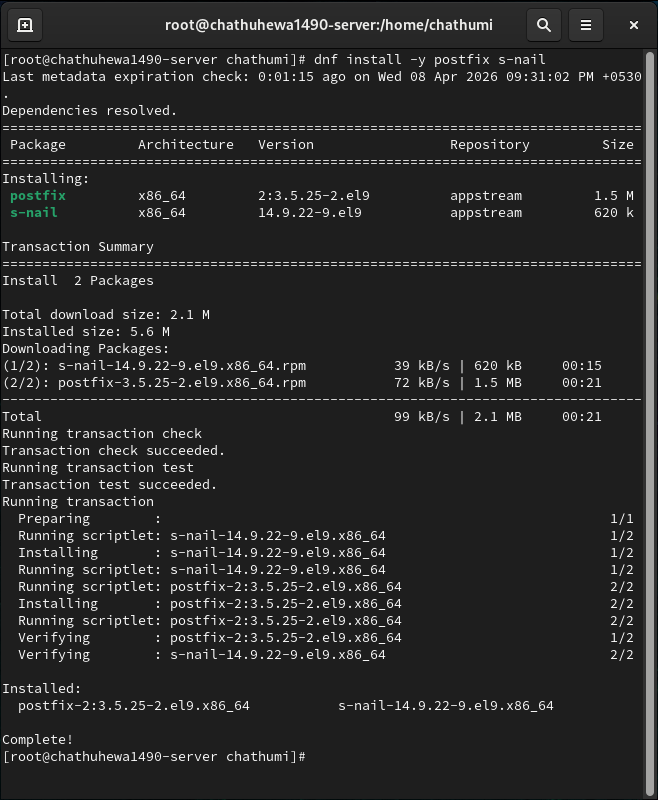 root@chathuhewa1490-server:/home/chathumi
[root@chathuhewa1490-server chathumi]# dnf install -y postfix s-nail
Last metadata expiration check: 0:01:15 ago on Wed 08 Apr 2026 09:31:02 PM +0530
.
Dependencies resolved.
================================================================================
 Package         Architecture   Version                 Repository         Size
================================================================================
Installing:
 postfix         x86_64         2:3.5.25-2.el9          appstream         1.5 M
 s-nail          x86_64         14.9.22-9.el9           appstream         620 k

Transaction Summary
================================================================================
Install  2 Packages

Total download size: 2.1 M
Installed size: 5.6 M
Downloading Packages:
(1/2): s-nail-14.9.22-9.el9.x86_64.rpm           39 kB/s | 620 kB     00:15
(2/2): postfix-3.5.25-2.el9.x86_64.rpm           72 kB/s | 1.5 MB     00:21
--------------------------------------------------------------------------------
Total                                            99 kB/s | 2.1 MB     00:21
Running transaction check
Transaction check succeeded.
Running transaction test
Transaction test succeeded.
Running transaction
  Preparing        :                                                        1/1
  Running scriptlet: s-nail-14.9.22-9.el9.x86_64                            1/2
  Installing       : s-nail-14.9.22-9.el9.x86_64                            1/2
  Running scriptlet: s-nail-14.9.22-9.el9.x86_64                            1/2
  Running scriptlet: postfix-2:3.5.25-2.el9.x86_64                          2/2
  Installing       : postfix-2:3.5.25-2.el9.x86_64                          2/2
  Running scriptlet: postfix-2:3.5.25-2.el9.x86_64                          2/2
  Verifying        : postfix-2:3.5.25-2.el9.x86_64                          1/2
  Verifying        : s-nail-14.9.22-9.el9.x86_64                            2/2

Installed:
  postfix-2:3.5.25-2.el9.x86_64           s-nail-14.9.22-9.el9.x86_64

Complete!
[root@chathuhewa1490-server chathumi]#